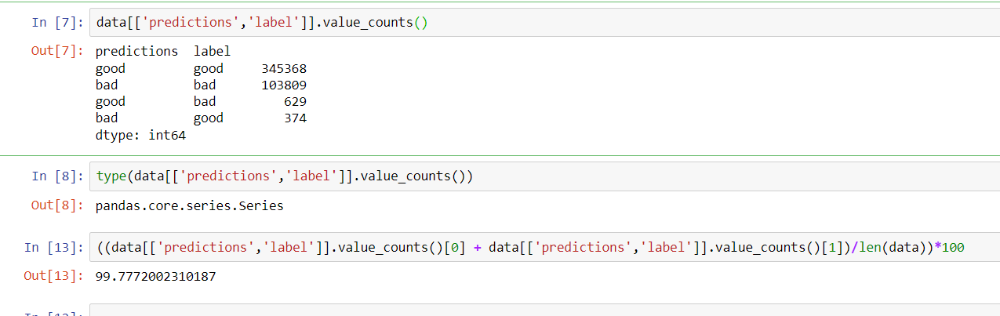 In [7]: data[['predictions','label']].value_counts()
Out[7]: predictions label
good good 345368
bad bad 103809
good bad 629
bad good 374
dtype: int64
In [8]: type(data[['predictions','label']].value_counts())
Out[8]: pandas.core.series.Series
In [13]: ((data[['predictions','label']].value_counts()[0] + data[['predictions','label']].value_counts()[1])/len(data))*100
Out[13]: 99.7772002310187